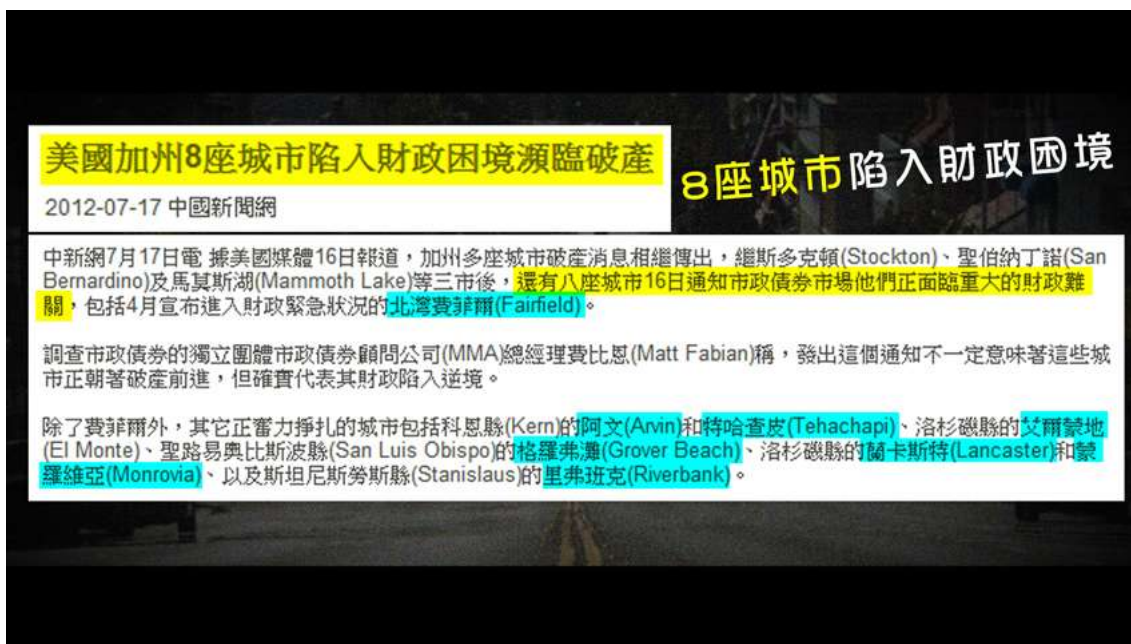 美國加州8座城市陷入財政困境瀕臨破產
8座城市陷入財政困境
2012-07-17 中國新聞網
中新網7月17日電 據美國媒體16日報道，加州多座城市破產消息相繼傳出，繼斯多克頓(Stockton)、聖伯納丁諾(San
Bernardino)及馬莫斯湖(Mammoth Lake)等三市後，還有八座城市16日通知市政債券市場他們正面臨重大的財政難
關，包括4月宣布進入財政緊急狀況的北灣費菲爾(Fairfield)。
調查市政債券的獨立團體市政債券顧問公司(MMA)總經理費比恩(Matt Fabian)稱，發出這個通知不一定意味著這些城
市正朝著破產前進，但確實代表其財政陷入逆境。
除了費菲爾外，其它正奮力掙扎的城市包括科恩縣(Kern)的阿文(Arvin)和特哈查皮(Tehachapi)、洛杉磯縣的艾爾蒙地
(El Monte)、聖路易奧比斯波縣(San Luis Obispo)的格羅弗灘(Grover Beach)、洛杉磯縣的蘭卡斯特(Lancaster)和蒙
羅維亞(Monrovia)、以及斯坦尼斯勞斯縣(Stanislaus)的里弗班克(Riverbank)。